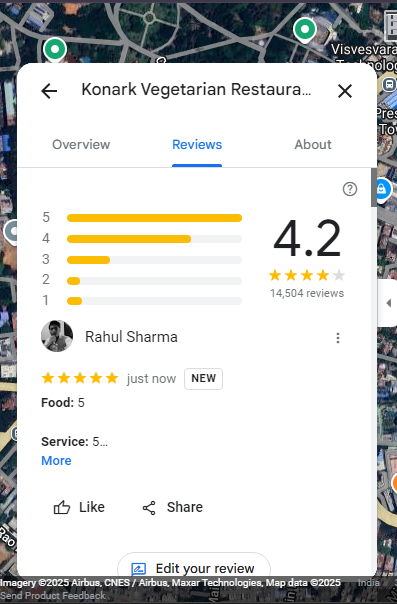 Visvesvara
Technolog
Konark Vegetarian Restaura...
Pres
Tow
Overview
Reviews
About
5
4
3
2
1
4.2
14,504 reviews
Rahul Sharma
just now
NEW
Food: 5
Service: 5...
More
Like
Share
Edit your review
Imagery ©2025 Airbus, CNES / Airbus, Maxar Technologies, Map data ©2025
India
Send Product Feedback